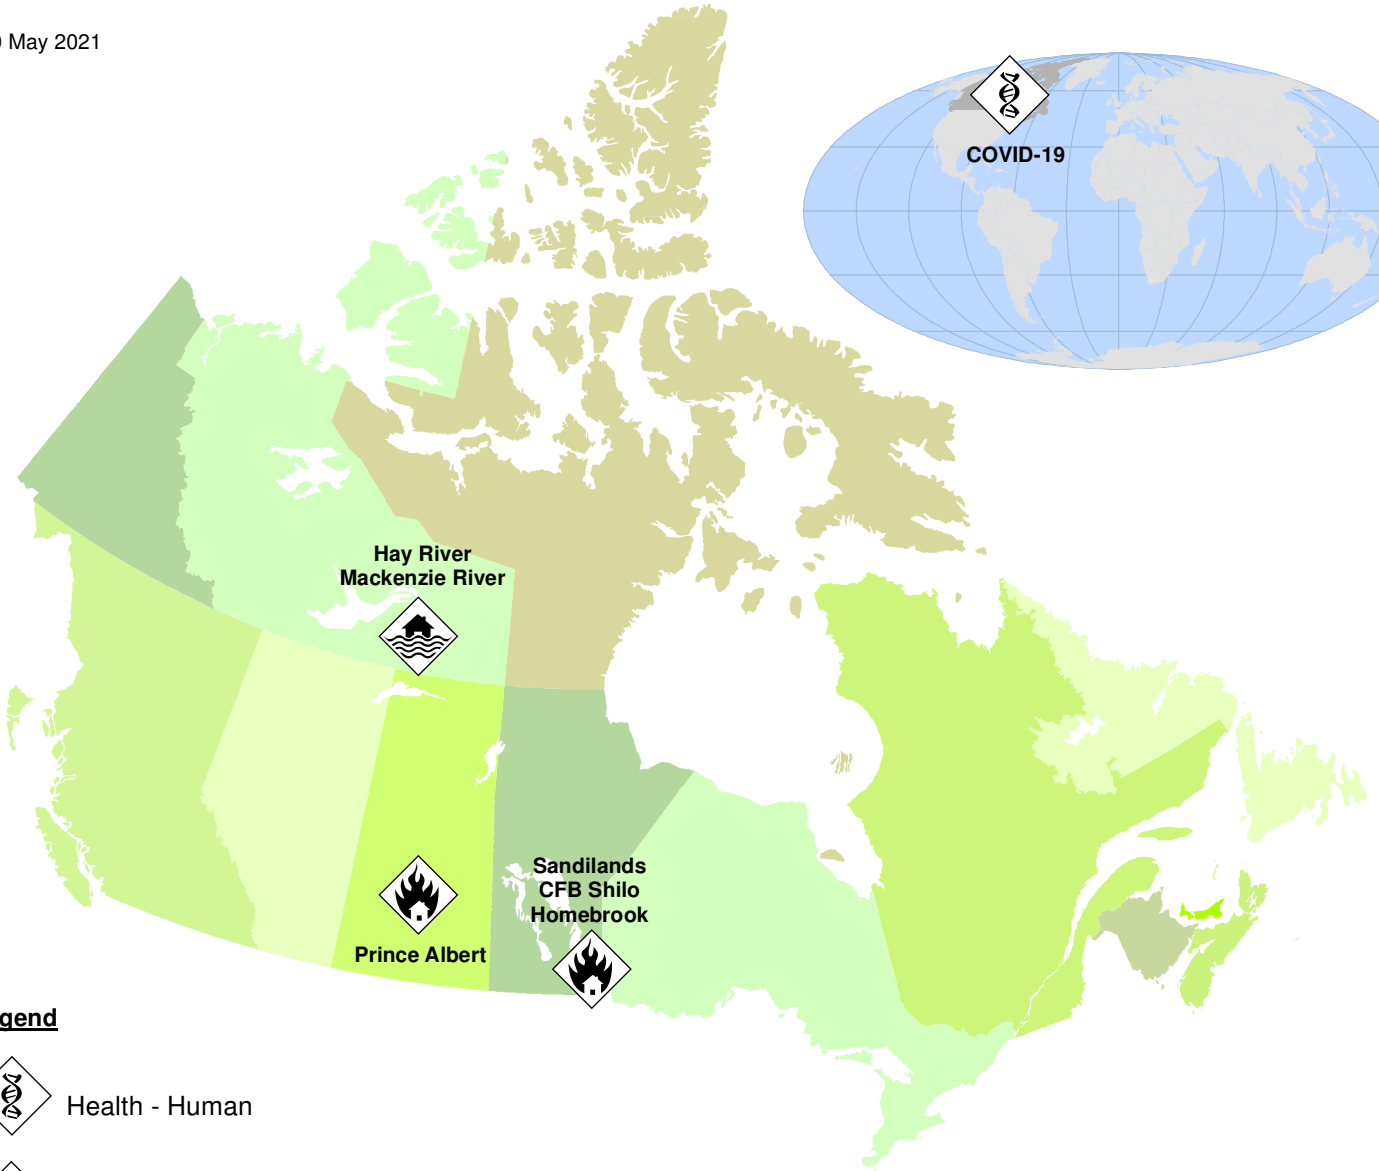 May 2021
COVID-19
Hay River
Mackenzie River
Sandilands
CFB Shilo
Homebrook
Prince Albert
gend
Health - Human